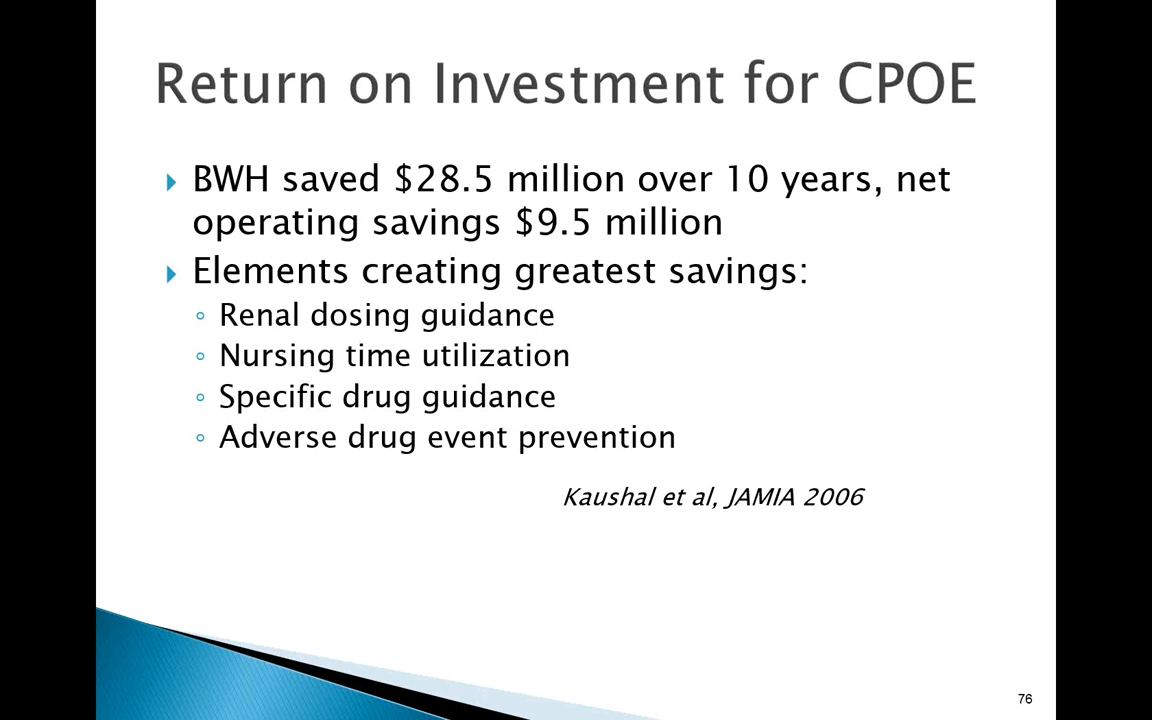 Return on Investment for CPOE
BWH saved $28.5 million over 10 years, net
operating savings $9.5 million
Elements creating greatest savings:
Renal dosing guidance
Nursing time utilization
Specific drug guidance
Adverse drug event prevention
Kaushal et al, JAMIA 2006
76